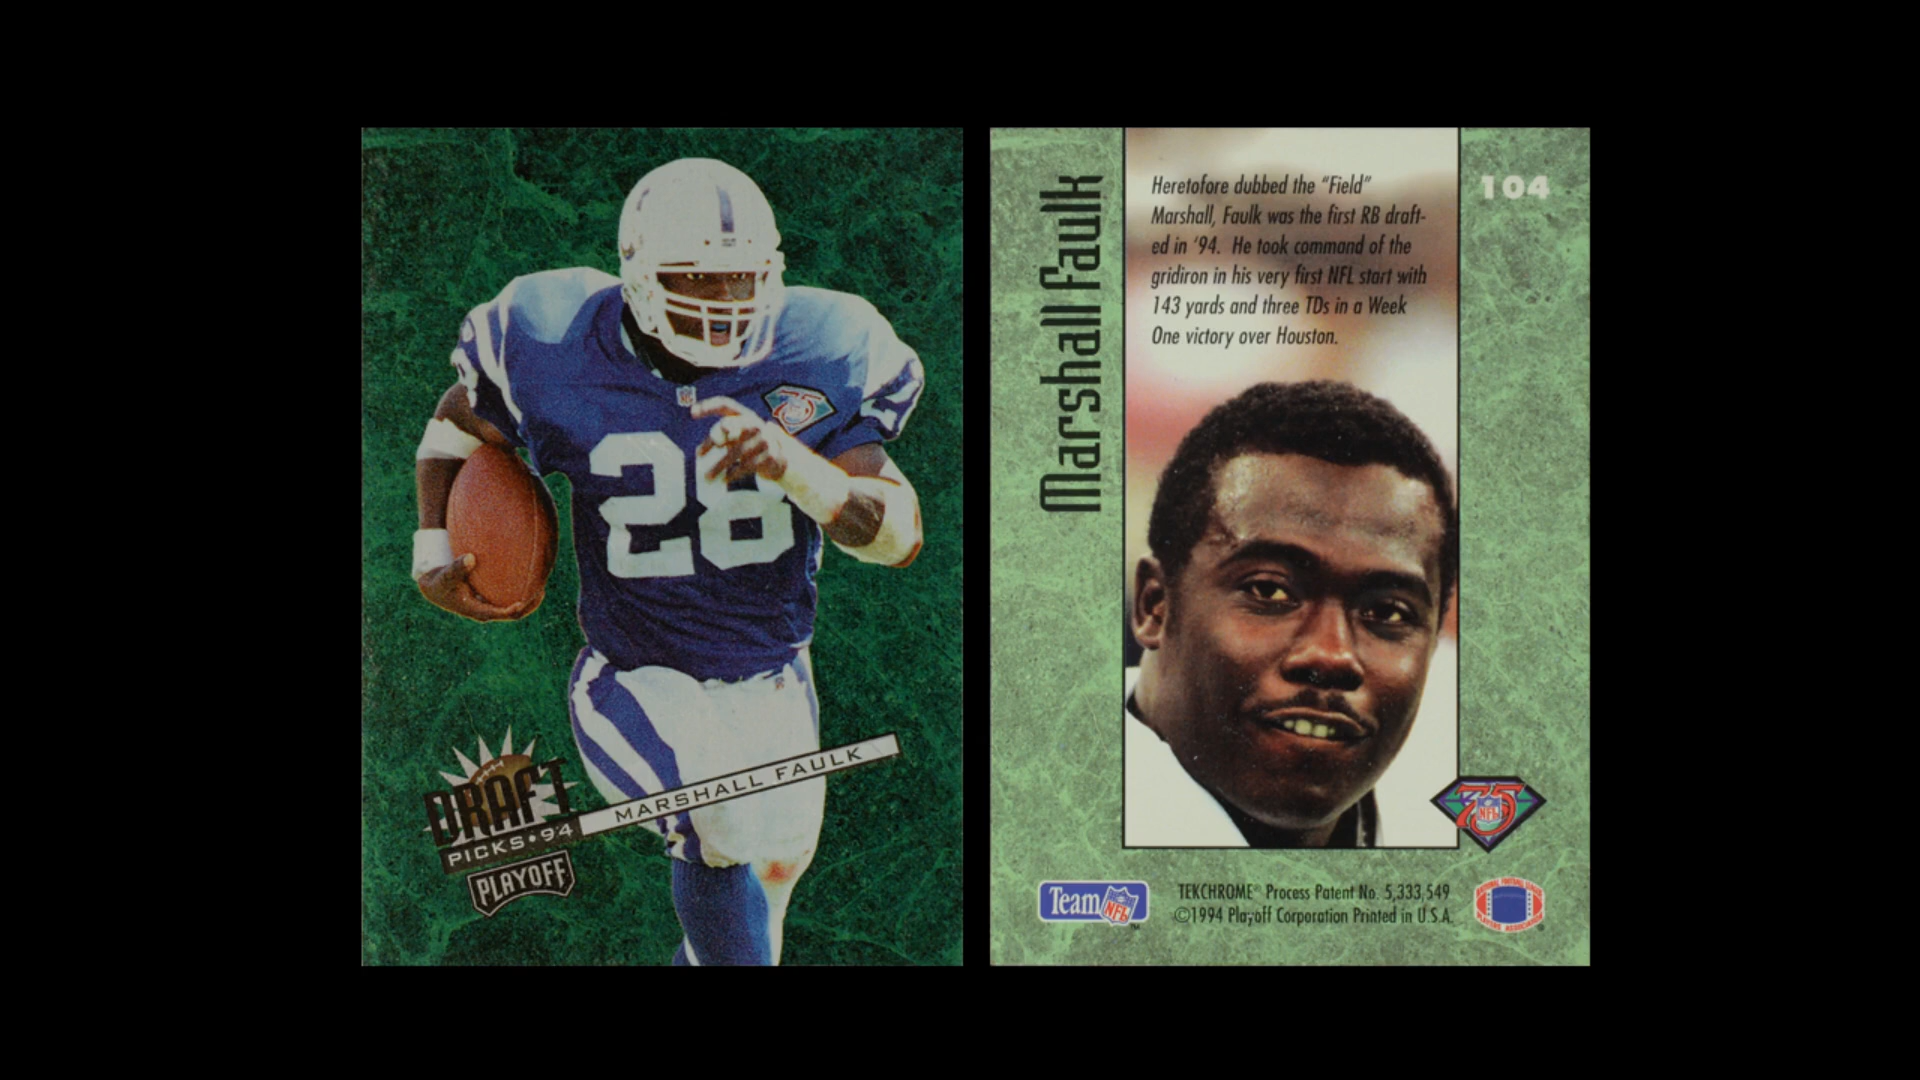 28
75
DRAFT
PICKS•94
MARSHALL FAULK
PLAYOFF
Marshall Faulk
Heretofore dubbed the “Field”
Marshall, Faulk was the first RB draft-
ed in ‘94. He took command of the
gridiron in his very first NFL start with
143 yards and three TDs in a Week
One victory over Houston.
104
75
NFL
Team NFL™
TEKCHROME® Process Patent No. 5,333,549
©1994 Playoff Corporation Printed in U.S.A.